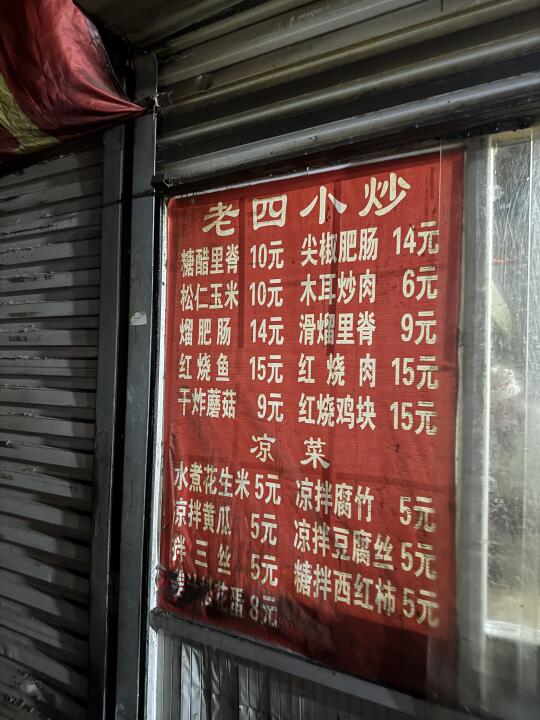 老四小炒
糖醋里脊 10元 尖椒肥肠 14元
松仁玉米 10元 木耳炒肉 6元
熘肥肠 14元 滑熘里脊 9元
红烧鱼 15元 红烧肉 15元
干炸蘑菇 9元 红烧鸡块 15元
凉菜
水煮花生米 5元 凉拌腐竹 5元
凉拌黄瓜 5元 凉拌豆腐丝 5元
拌三丝 5元 糖拌西红柿 5元
花蛋 8元